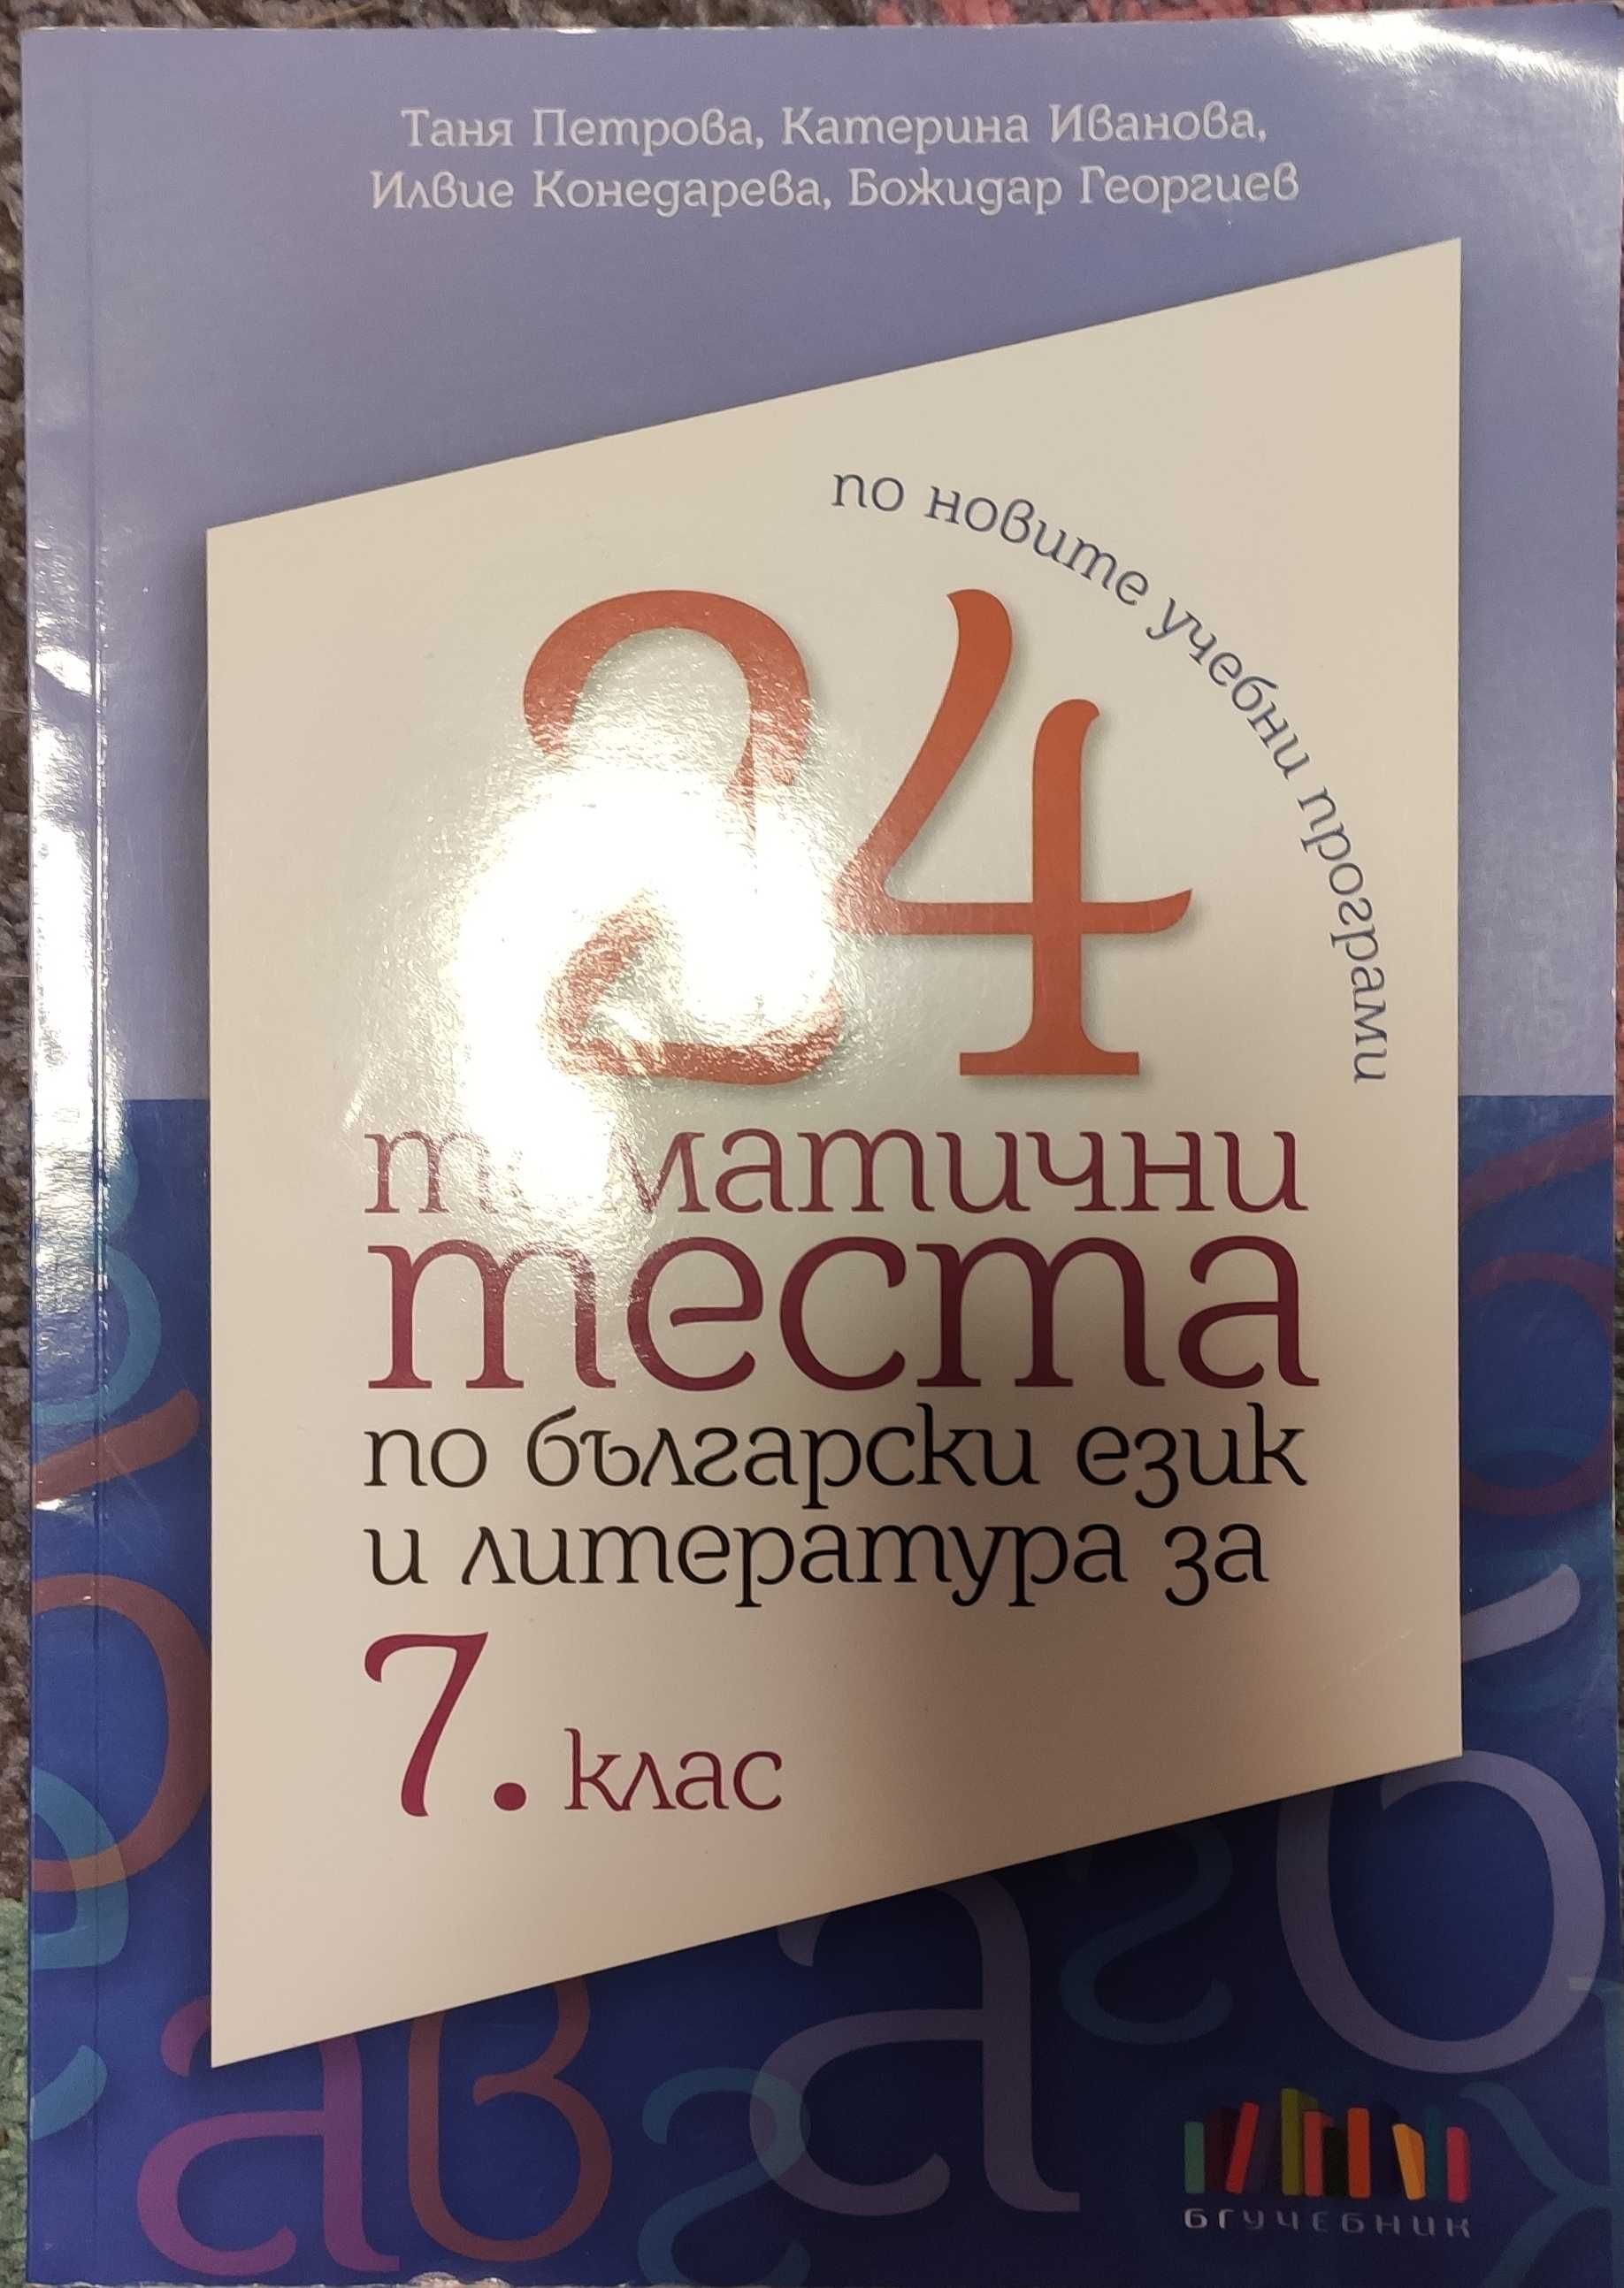 Таня Петрова, Катерина Иванова,
Илвие Конедарева, Божидар Георгиев
по новите учебни програми
24
тематични
теста
по български език
и литература за
7. клас
БГУЧЕБНИК